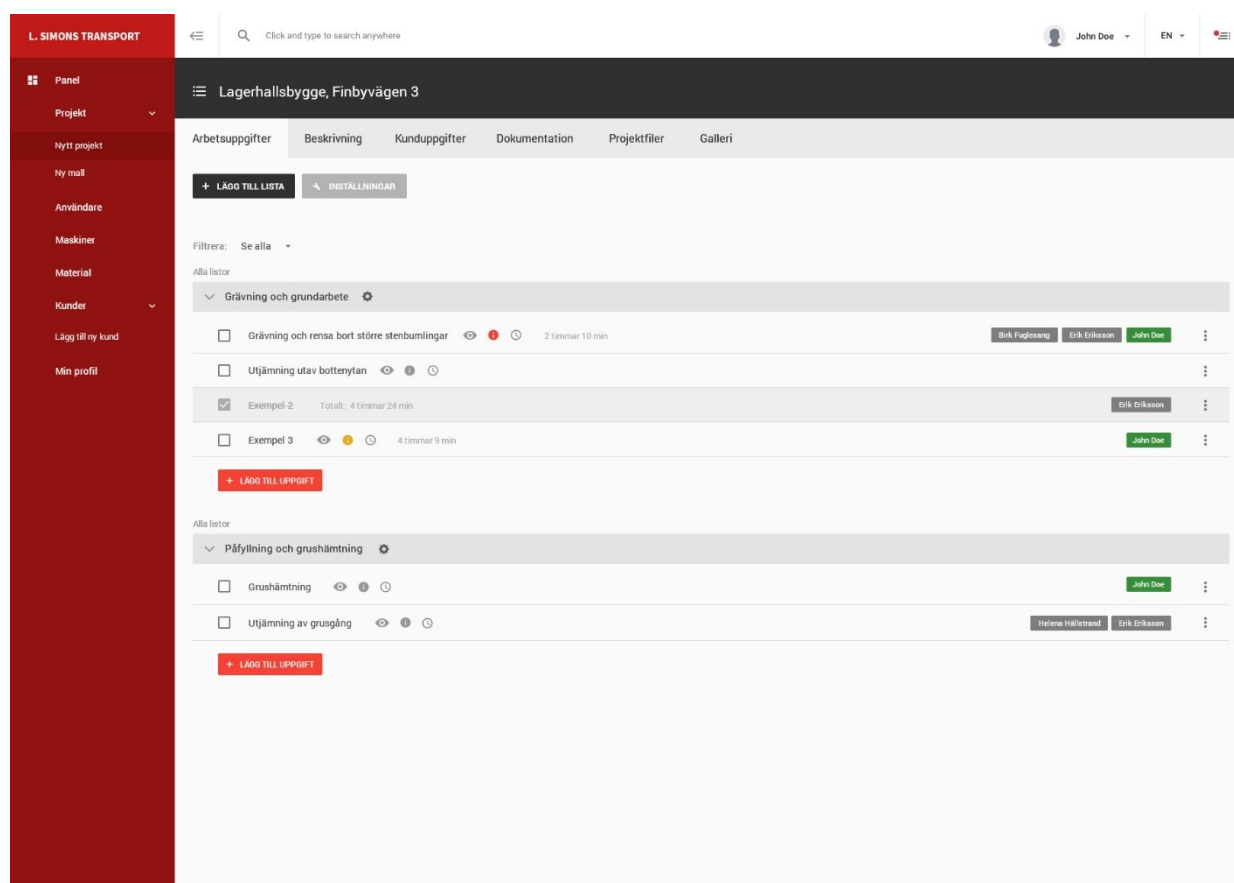 L. SIMONS TRANSPORT
Click and type to search anywhere
John Doe
EN
Panel
Projekt
Nytt projekt
Ny mall
Användare
Maskiner
Material
Kunder
Lägg till ny kund
Min profil
Lagerhallsbygge, Finbyvägen 3
Arbetsuppgifter Beskrivning Kunduppgifter Dokumentation Projektfiler Galleri
+ LÄGG TILL LISTA INSTÄLLNINGAR
Filtrera: Se alla
Alla listor
Grävning och grundarbete
Grävning och rensa bort större stenbumlingar 2 timmar 10 min Birk Fuglesang Erik Eriksson John Doe
Utjämning utav bottenytan
Exempel 2 Totalt: 4 timmar 24 min Erik Eriksson
Exempel 3 4 timmar 9 min John Doe
+ LÄGG TILL UPPGIFT
Alla listor
Påfyllning och grushämtning
Grushämtning John Doe
Utjämning av grusgång Helena Hällstrand Erik Eriksson
+ LÄGG TILL UPPGIFT